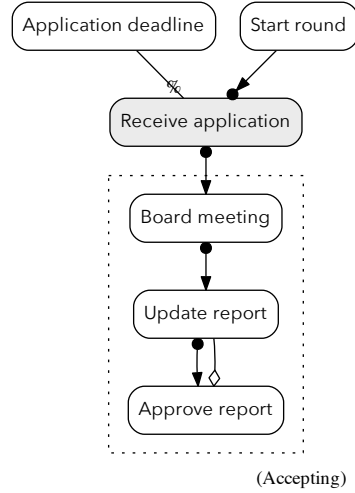 Application deadline
Start round
%
Receive application
Board meeting
Update report
Approve report
(Accepting)